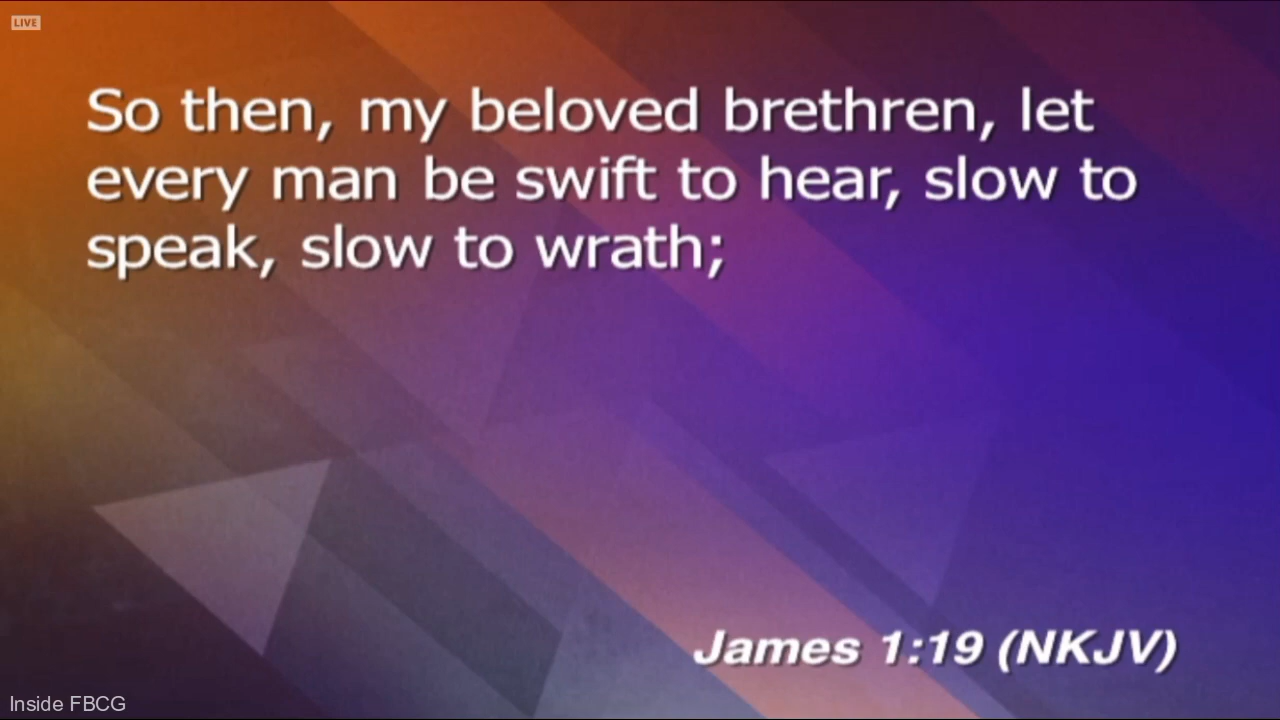 LIVE
So then, my beloved brethren, let
every man be swift to hear, slow to
speak, slow to wrath;
James 1:19 (NKJV)
Inside FBCG